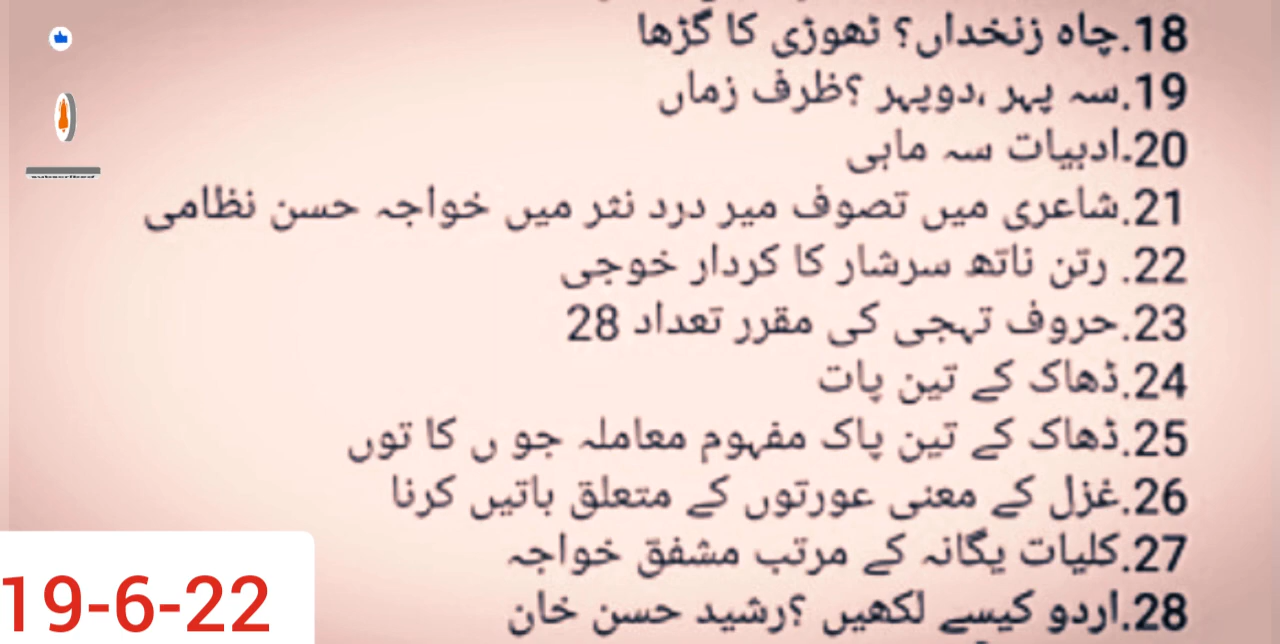 18.چاہ زنخداں؟ ٹھوڑی کا گڑھا
19.سہ پہر ،دوپہر ؟ظرف زماں
20.ادبیات سہ ماہی
21.شاعری میں تصوف میر درد نثر میں خواجہ حسن نظامی
22. رتن ناتھ سرشار کا کردار خوجی
23.حروف تہجی کی مقرر تعداد 28
24.ڈھاک کے تین پات
25.ڈھاک کے تین پاک مفہوم معاملہ جو ں کا توں
26.غزل کے معنی عورتوں کے متعلق باتیں کرنا
27.کلیات یگانہ کے مرتب مشفق خواجہ
28.اردو کیسے لکھیں ؟رشید حسن خان
19-6-22